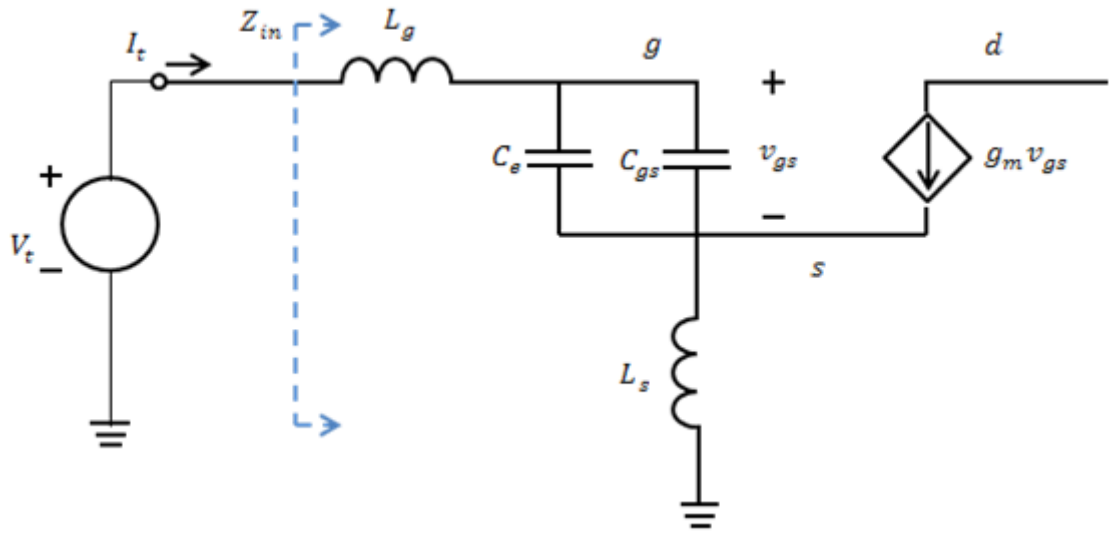 Z_in
L_g
I_t
g
d
+
C_e
C_gs
v_gs
g_m v_gs
+
−
V_t
−
s
L_s